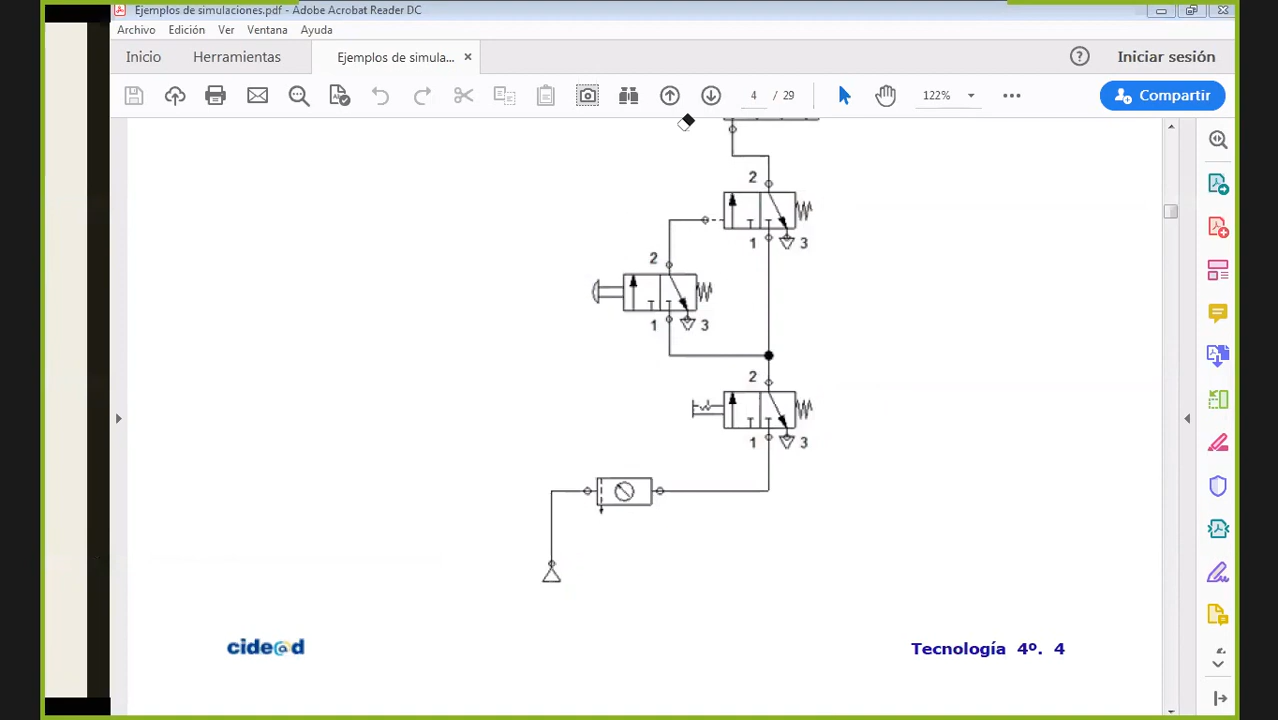 Ejemplos de simulaciones.pdf - Adobe Acrobat Reader DC
Archivo Edición Ver Ventana Ayuda
Inicio Herramientas Ejemplos de simula... × Iniciar sesión
4 / 29 122% Compartir
2
1 3
2
1 3
2
1 3
cide@d Tecnología 4º. 4